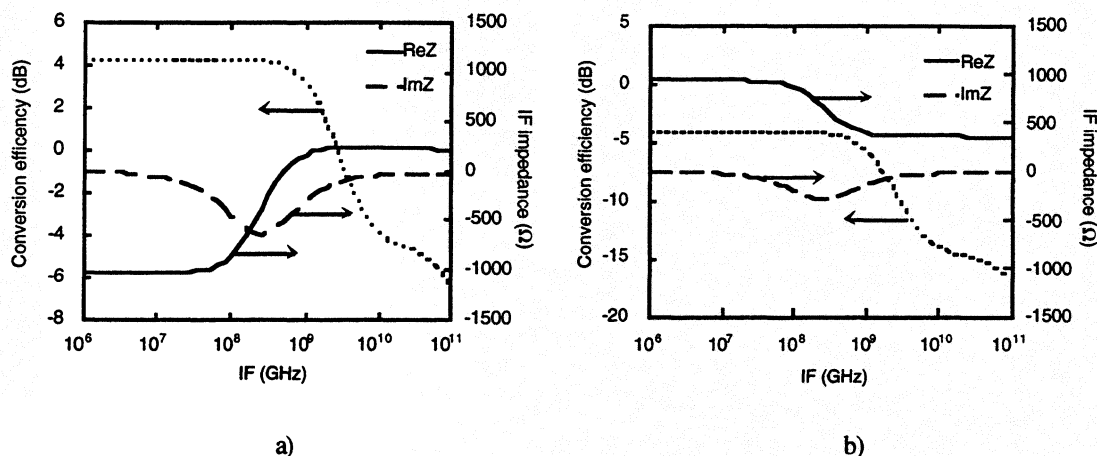 Conversion efficency (dB)
6
4
2
0
-2
-4
-6
-8
1500
1000
500
0
-500
-1000
-1500
IF impedance (Ω)
ReZ
ImZ
10^6 10^7 10^8 10^9 10^10 10^11
IF (GHz)
a)
Conversion efficiency (dB)
5
0
-5
-10
-15
-20
1500
1000
500
0
-500
-1000
-1500
IF impedance (Ω)
ReZ
ImZ
10^6 10^7 10^8 10^9 10^10 10^11
IF (GHz)
b)